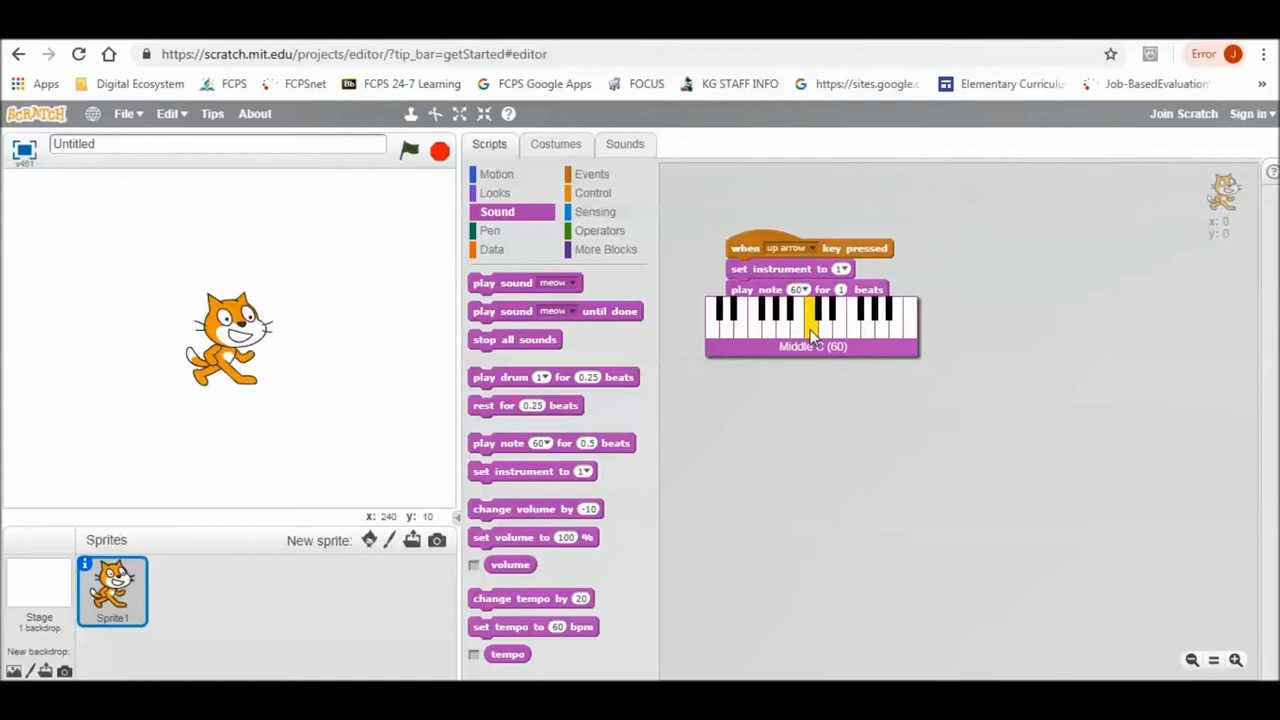 https://scratch.mit.edu/projects/editor/?tip_bar=getStarted#editor
Error J
Apps Digital Ecosystem FCPS FCPSnet Bb FCPS 24-7 Learning FCPS Google Apps FOCUS KG STAFF INFO https://sites.google.c Elementary Curricul Job-BasedEvaluation
SCRATCH File Edit Tips About Join Scratch Sign in
Untitled
v461
Scripts Costumes Sounds
Motion Events
Looks Control
Sound Sensing
Pen Operators
Data More Blocks
play sound meow
play sound meow until done
stop all sounds
play drum 1 for 0.25 beats
rest for 0.25 beats
play note 60 for 0.5 beats
set instrument to 1
change volume by -10
set volume to 100 %
volume
change tempo by 20
set tempo to 60 bpm
tempo
when up arrow key pressed
set instrument to 1
play note 60 for 1 beats
Middle C (60)
x: 0
y: 0
x: 240 y: 10
Sprites New sprite:
Stage
1 backdrop
New backdrop:
Sprite1